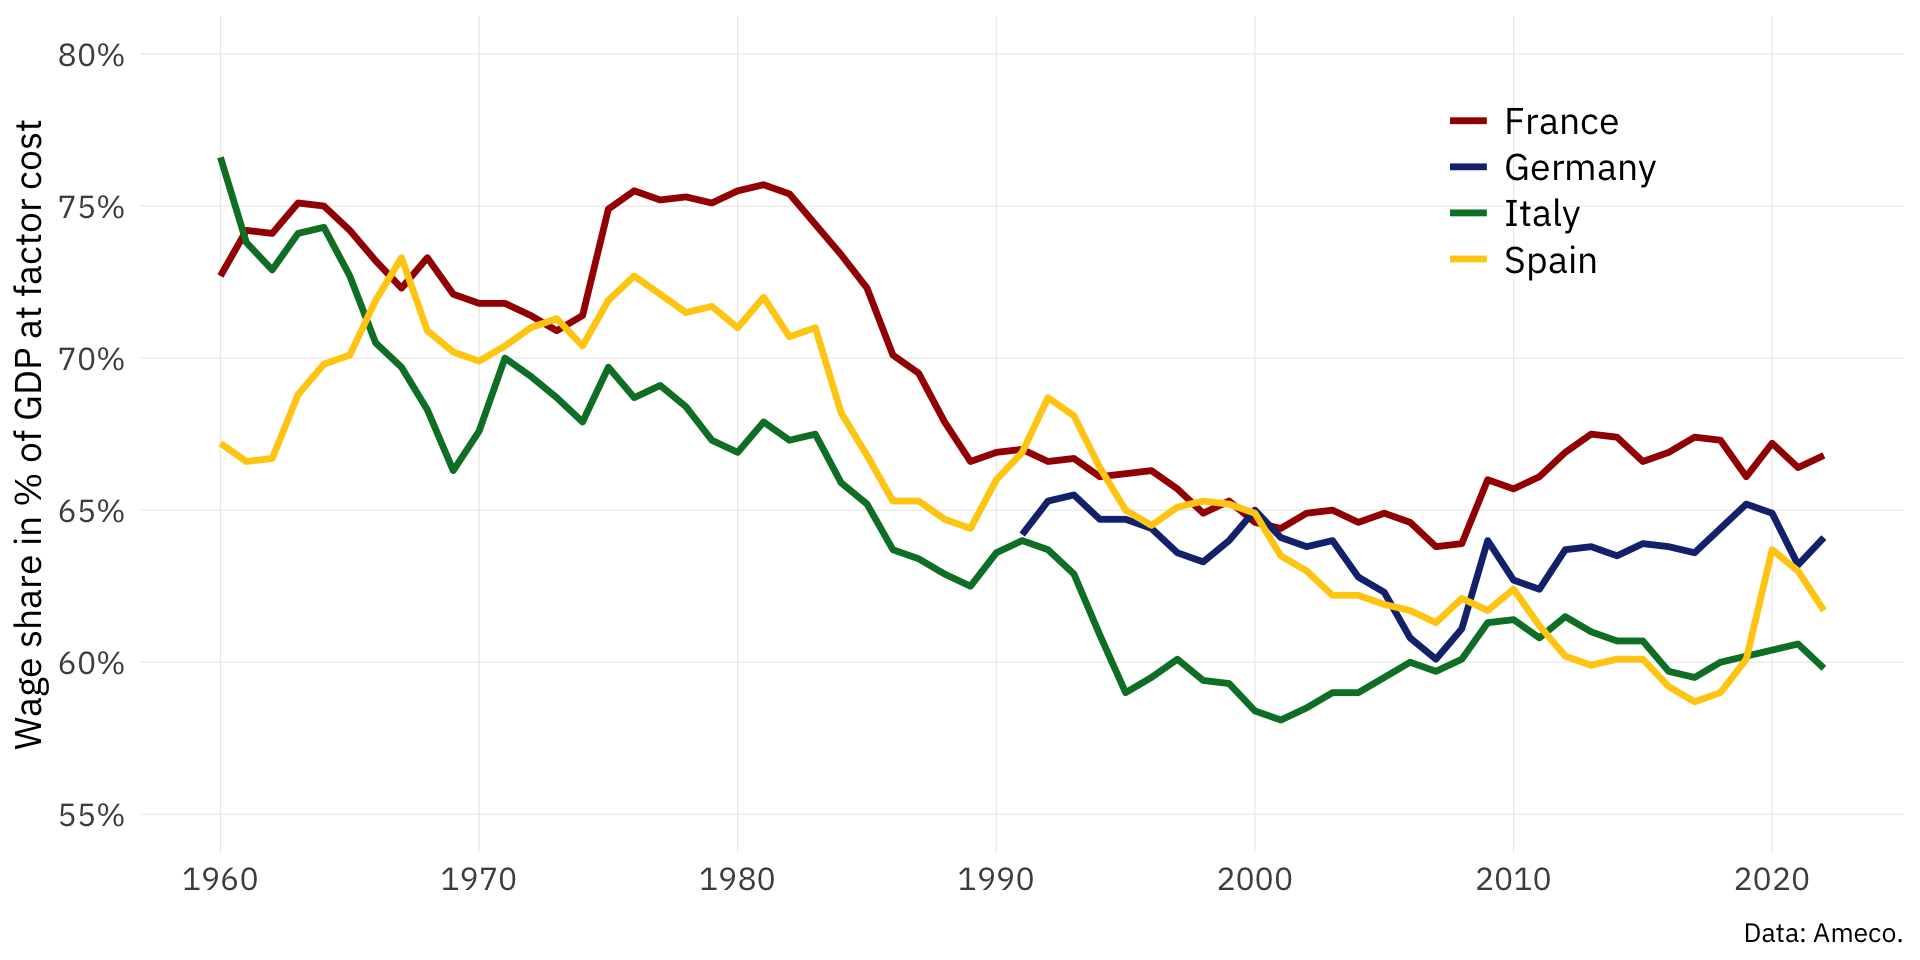 Wage share in % of GDP at factor cost
80%
75%
70%
65%
60%
55%
France
Germany
Italy
Spain
1960 1970 1980 1990 2000 2010 2020
Data: Ameco.